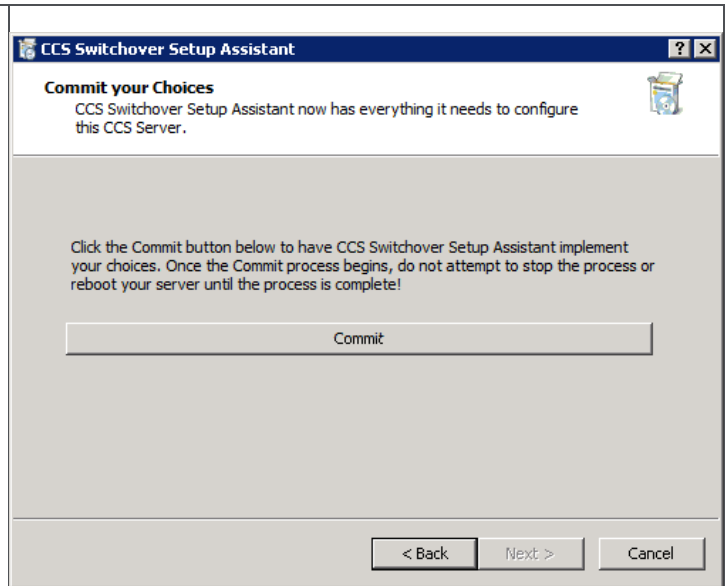 CCS Switchover Setup Assistant
Commit your Choices
CCS Switchover Setup Assistant now has everything it needs to configure
this CCS Server.
Click the Commit button below to have CCS Switchover Setup Assistant implement
your choices. Once the Commit process begins, do not attempt to stop the process or
reboot your server until the process is complete!
Commit
< Back
Next >
Cancel